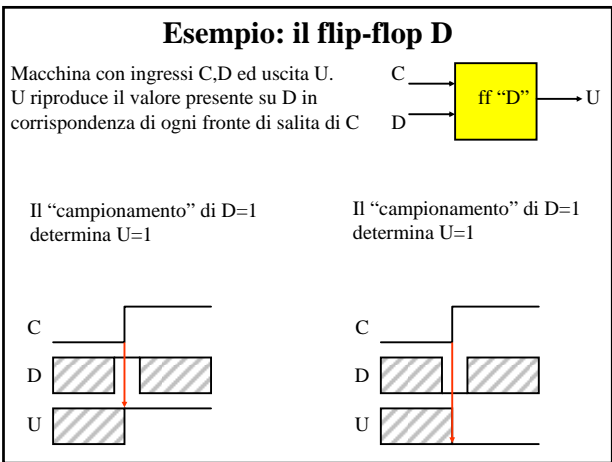 Esempio: il flip-flop D
Macchina con ingressi C,D ed uscita U.
U riproduce il valore presente su D in
corrispondenza di ogni fronte di salita di C
C
D
ff “D”
U
Il “campionamento” di D=1
determina U=1
Il “campionamento” di D=1
determina U=1
C
D
U
C
D
U